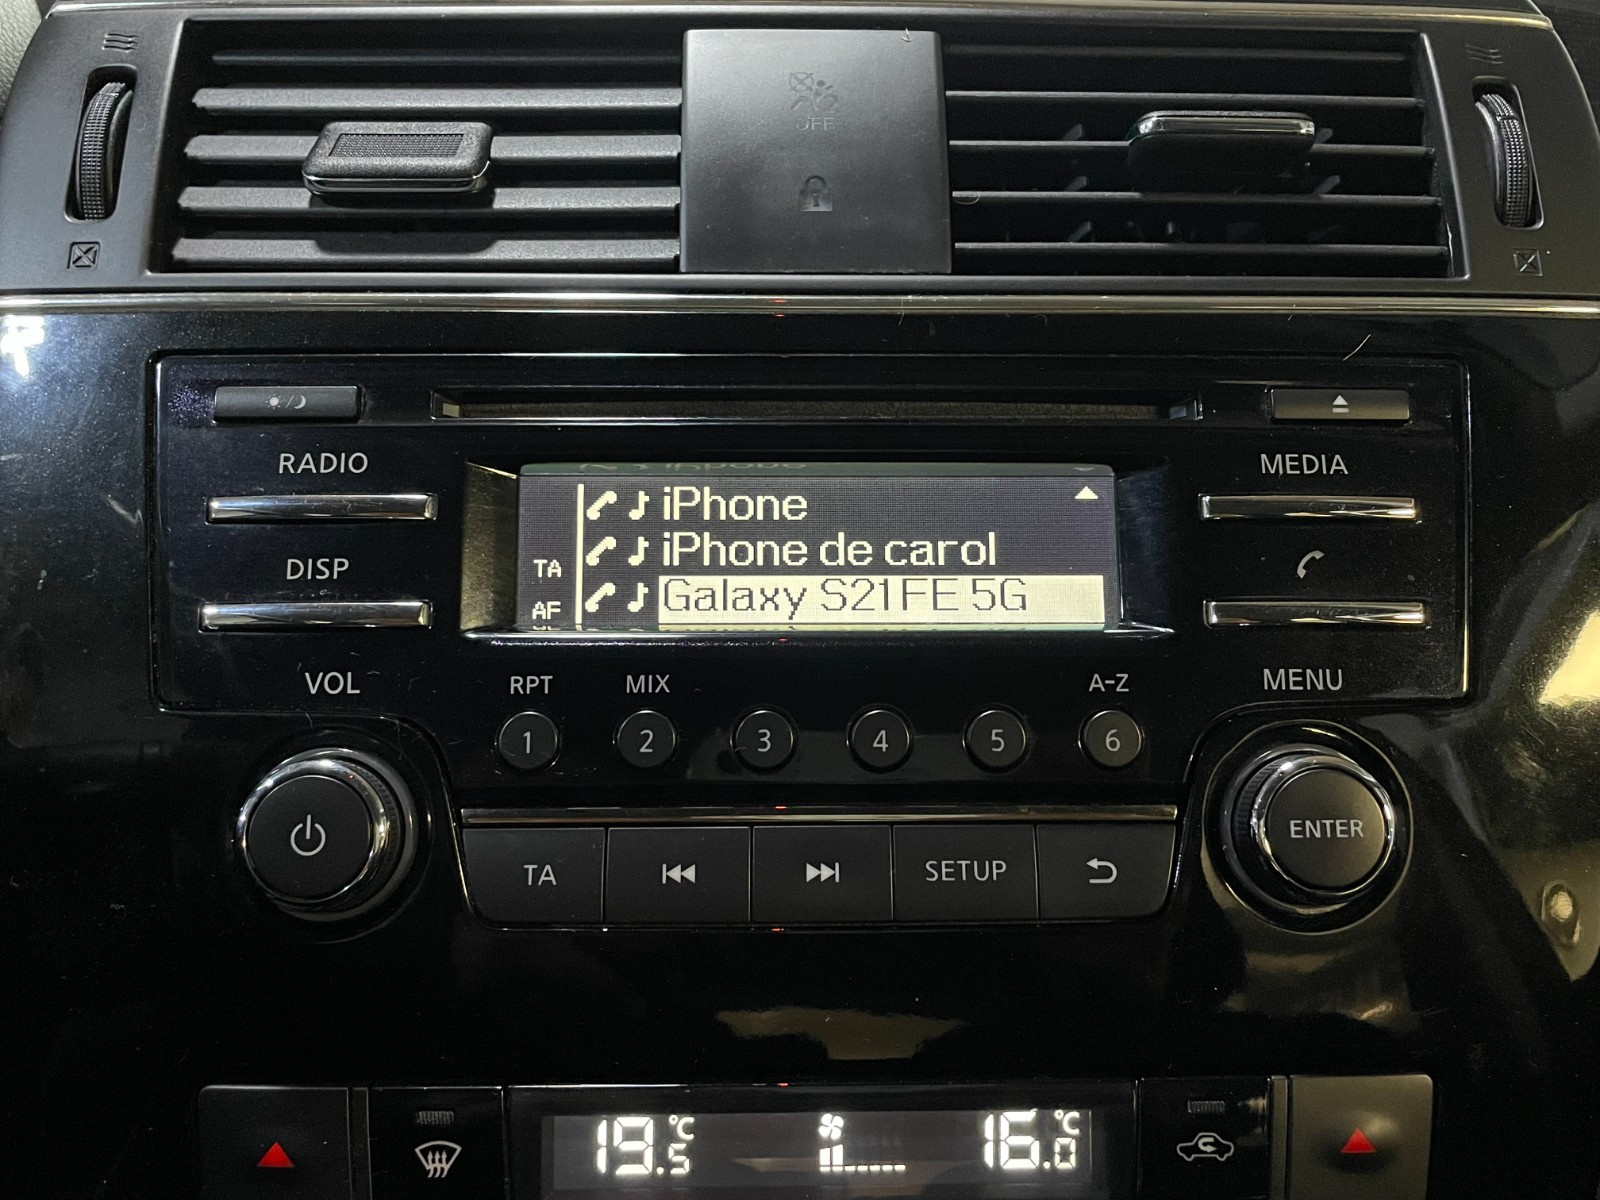 OFF
RADIO
MEDIA
iPhone
iPhone de carol
DISP
TA
Galaxy S21 FE 5G
AF
VOL
RPT
MIX
A-Z
MENU
1
2
3
4
5
6
ENTER
TA
SETUP
19.5 °C
16.0 °C